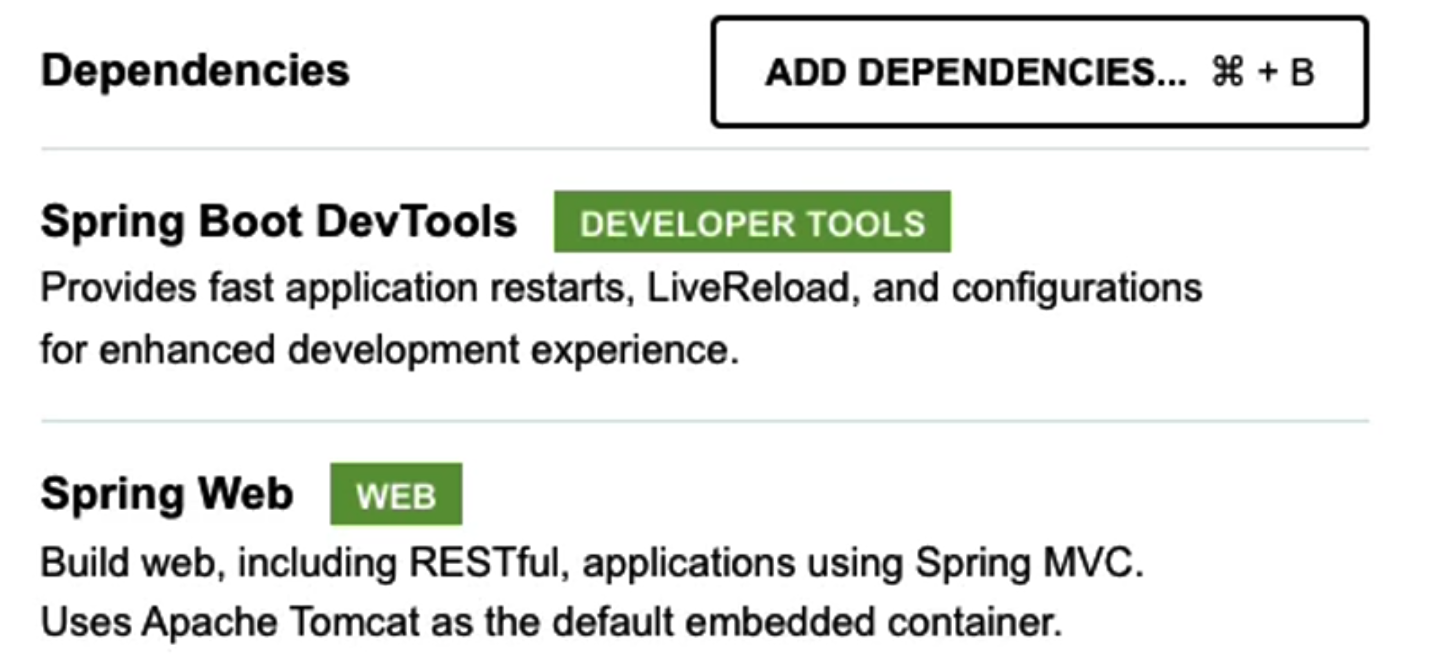 Dependencies
ADD DEPENDENCIES... ⌘ + B
Spring Boot DevTools DEVELOPER TOOLS
Provides fast application restarts, LiveReload, and configurations
for enhanced development experience.
Spring Web WEB
Build web, including RESTful, applications using Spring MVC.
Uses Apache Tomcat as the default embedded container.